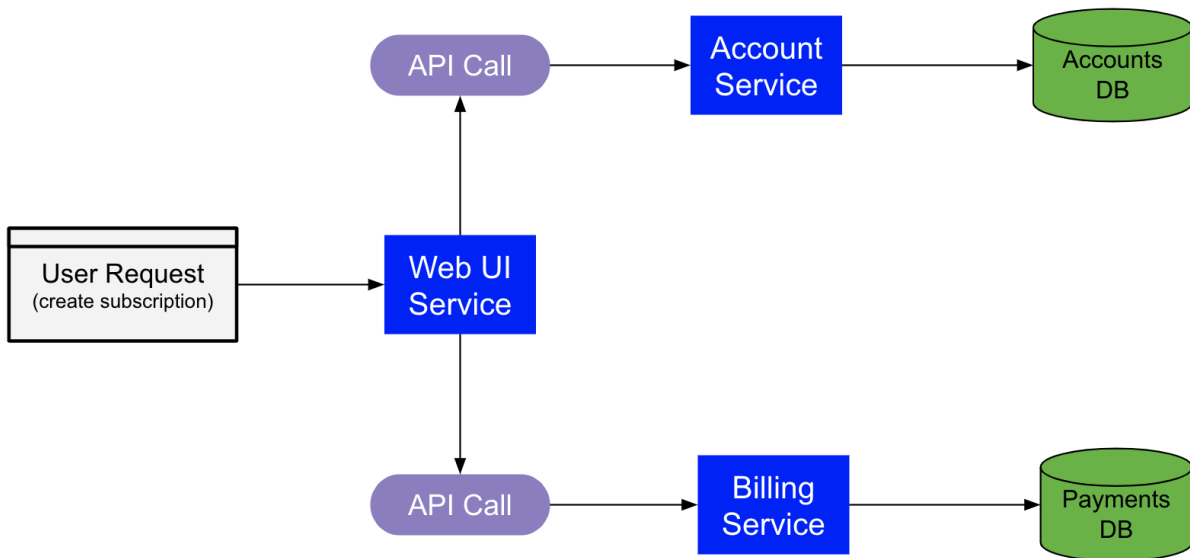 API Call
Account
Service
Accounts
DB
User Request
(create subscription)
Web UI
Service
API Call
Billing
Service
Payments
DB